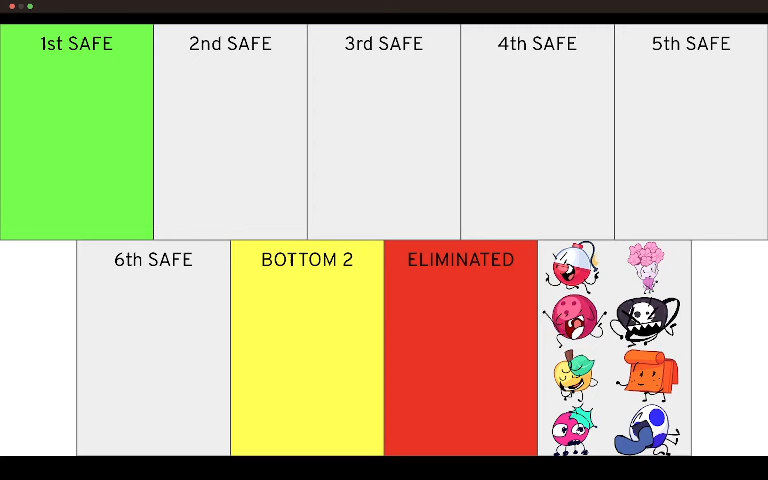 1st SAFE
2nd SAFE
3rd SAFE
4th SAFE
5th SAFE
6th SAFE
BOTTOM 2
ELIMINATED